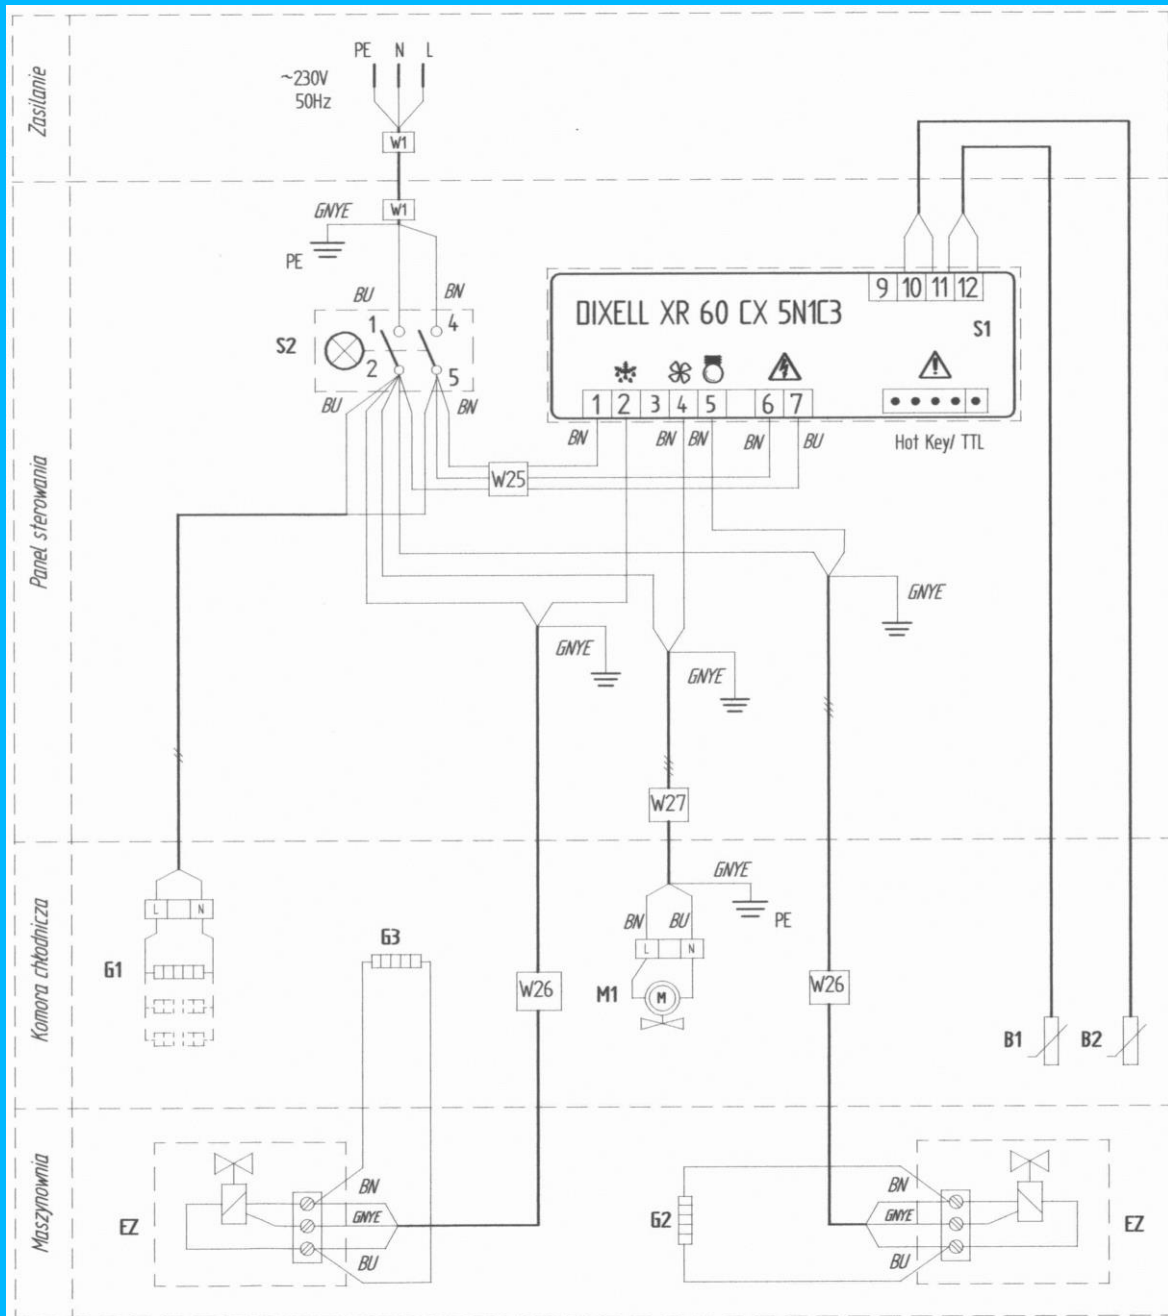 Zasilanie
PE N L
~230V
50Hz
W1
Panel sterowania
GNYE
W1
PE
BU
BN
S2
1
4
2
5
BU
BN
DIXELL XR 60 CX 5N1C3
9 10 11 12
S1
1 2 3 4 5 6 7
BN
BN
BN
BN
BU
Hot Key/ TTL
W25
GNYE
GNYE
GNYE
W27
Komora chłodnicza
GNYE
PE
BN
BU
L N
L N
G1
G3
W26
M1
M
W26
B1
B2
Maszynownia
EZ
BN
GNYE
BU
G2
BN
GNYE
BU
EZ